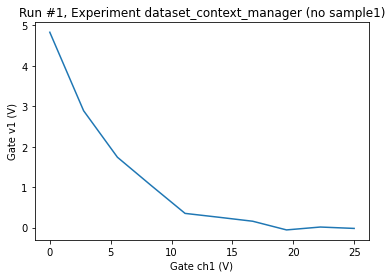 Run #1, Experiment dataset_context_manager (no sample1)
5
4
3
2
1
0
Gate v1 (V)
0 5 10 15 20 25
Gate ch1 (V)